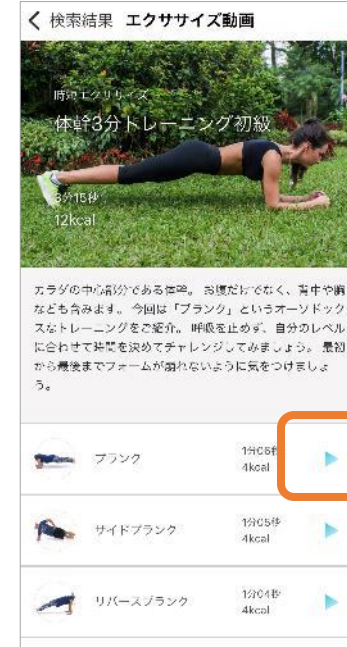 検索結果 エクササイズ動画
時短エクササイズ
体幹3分トレーニング初級
3分15秒
12kcal
カラダの中心部分である体幹。 お腹だけでなく、背中や胸
なども含みます。 今回は「プランク」というオーソドック
スなトレーニングをご紹介。 呼吸を止めず、自分のレベル
に合わせて時間を決めてチャレンジしてみましょう。 最初
から最後までフォームが崩れないように気をつけましょ
う。
プランク
1分06秒
4kcal
サイドプランク
1分05秒
4kcal
リバースプランク
1分04秒
4kcal